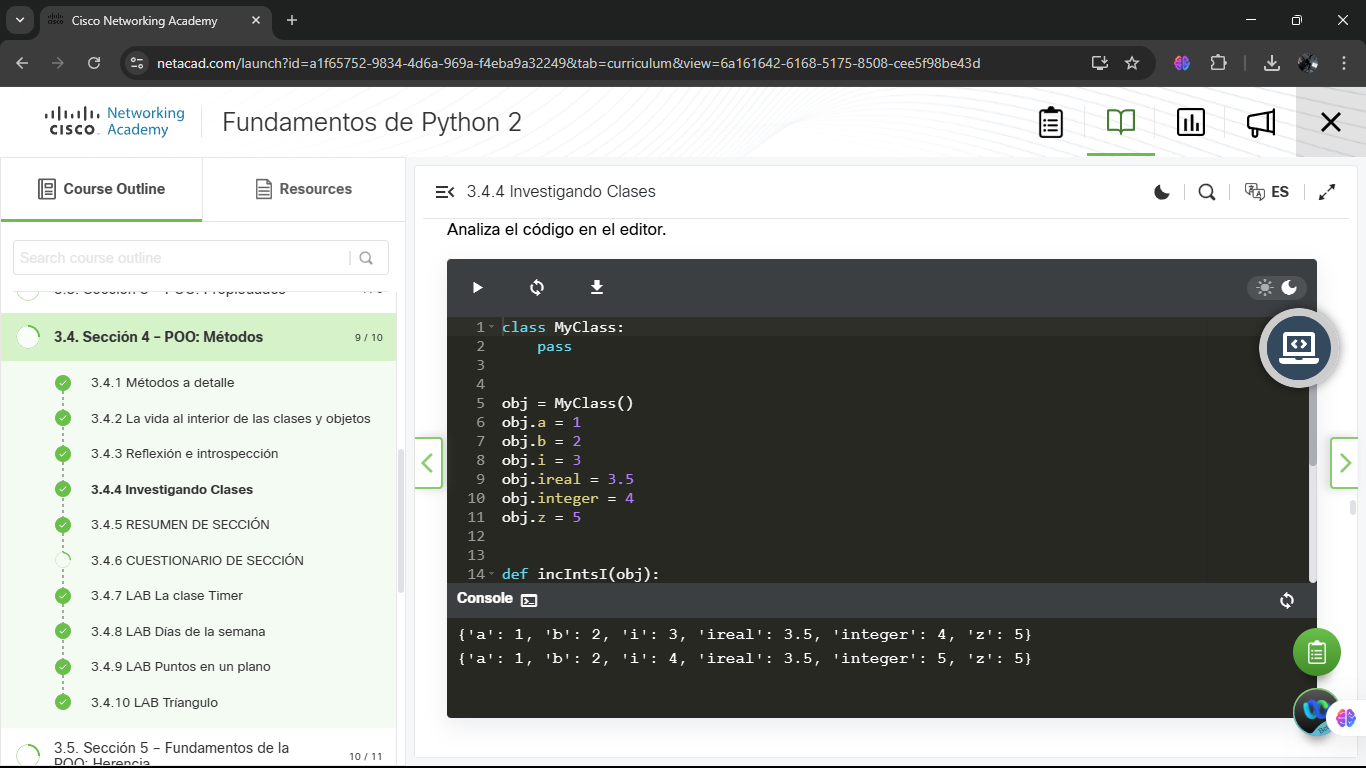 Cisco Networking Academy
netacad.com/launch?id=a1f65752-9834-4d6a-969a-f4eba9a32249&tab=curriculum&view=6a161642-6168-5175-8508-cee5f98be43d
CISCO Networking Academy
Fundamentos de Python 2
Course Outline
Resources
Search course outline
3.4. Sección 4 – POO: Métodos
9 / 10
3.4.1 Métodos a detalle
3.4.2 La vida al interior de las clases y objetos
3.4.3 Reflexión e introspección
3.4.4 Investigando Clases
3.4.5 RESUMEN DE SECCIÓN
3.4.6 CUESTIONARIO DE SECCIÓN
3.4.7 LAB La clase Timer
3.4.8 LAB Días de la semana
3.4.9 LAB Puntos en un plano
3.4.10 LAB Tríangulo
3.5. Sección 5 – Fundamentos de la
POO: Herencia
10 / 11
3.4.4 Investigando Clases
ES
Analiza el código en el editor.
1 class MyClass:
2     pass
3
4
5 obj = MyClass()
6 obj.a = 1
7 obj.b = 2
8 obj.i = 3
9 obj.ireal = 3.5
10 obj.integer = 4
11 obj.z = 5
12
13
14 def incIntsI(obj):
Console
{'a': 1, 'b': 2, 'i': 3, 'ireal': 3.5, 'integer': 4, 'z': 5}
{'a': 1, 'b': 2, 'i': 4, 'ireal': 3.5, 'integer': 5, 'z': 5}